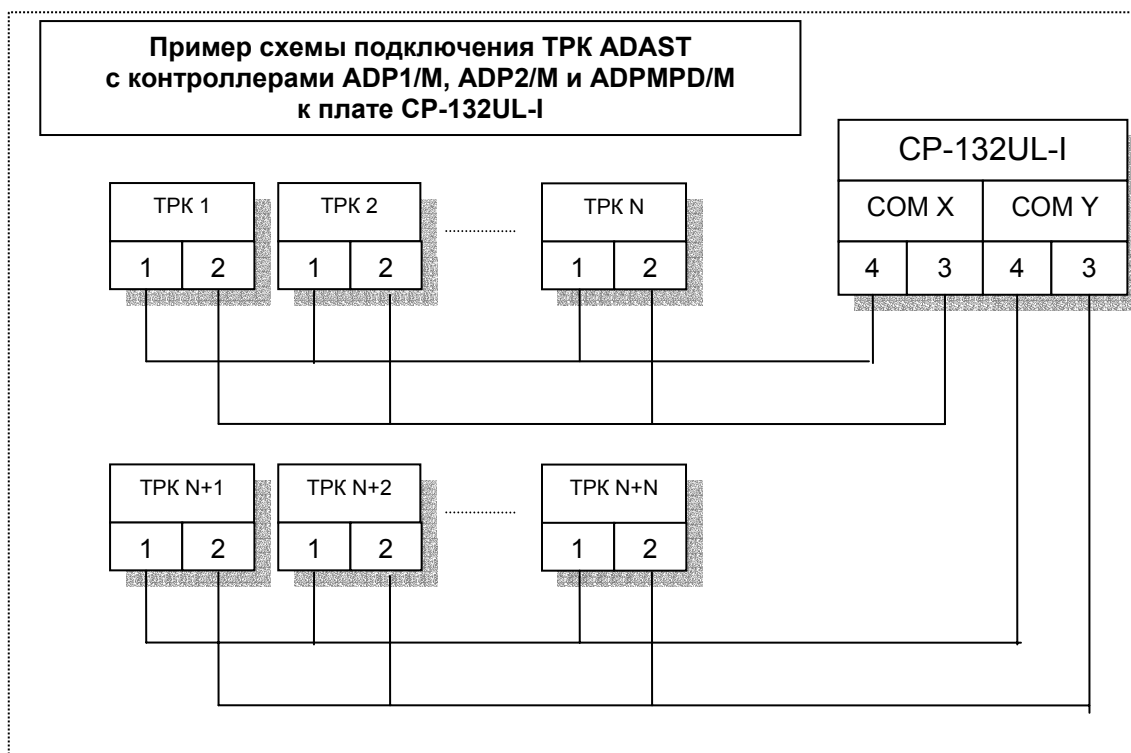 Пример схемы подключения ТРК ADAST
с контроллерами ADP1/M, ADP2/M и ADPMPD/M
к плате CP-132UL-I
CP-132UL-I
COM X COM Y
4 3 4 3
ТРК 1 ТРК 2 ТРК N
1 2 1 2 1 2
ТРК N+1 ТРК N+2 ТРК N+N
1 2 1 2 1 2